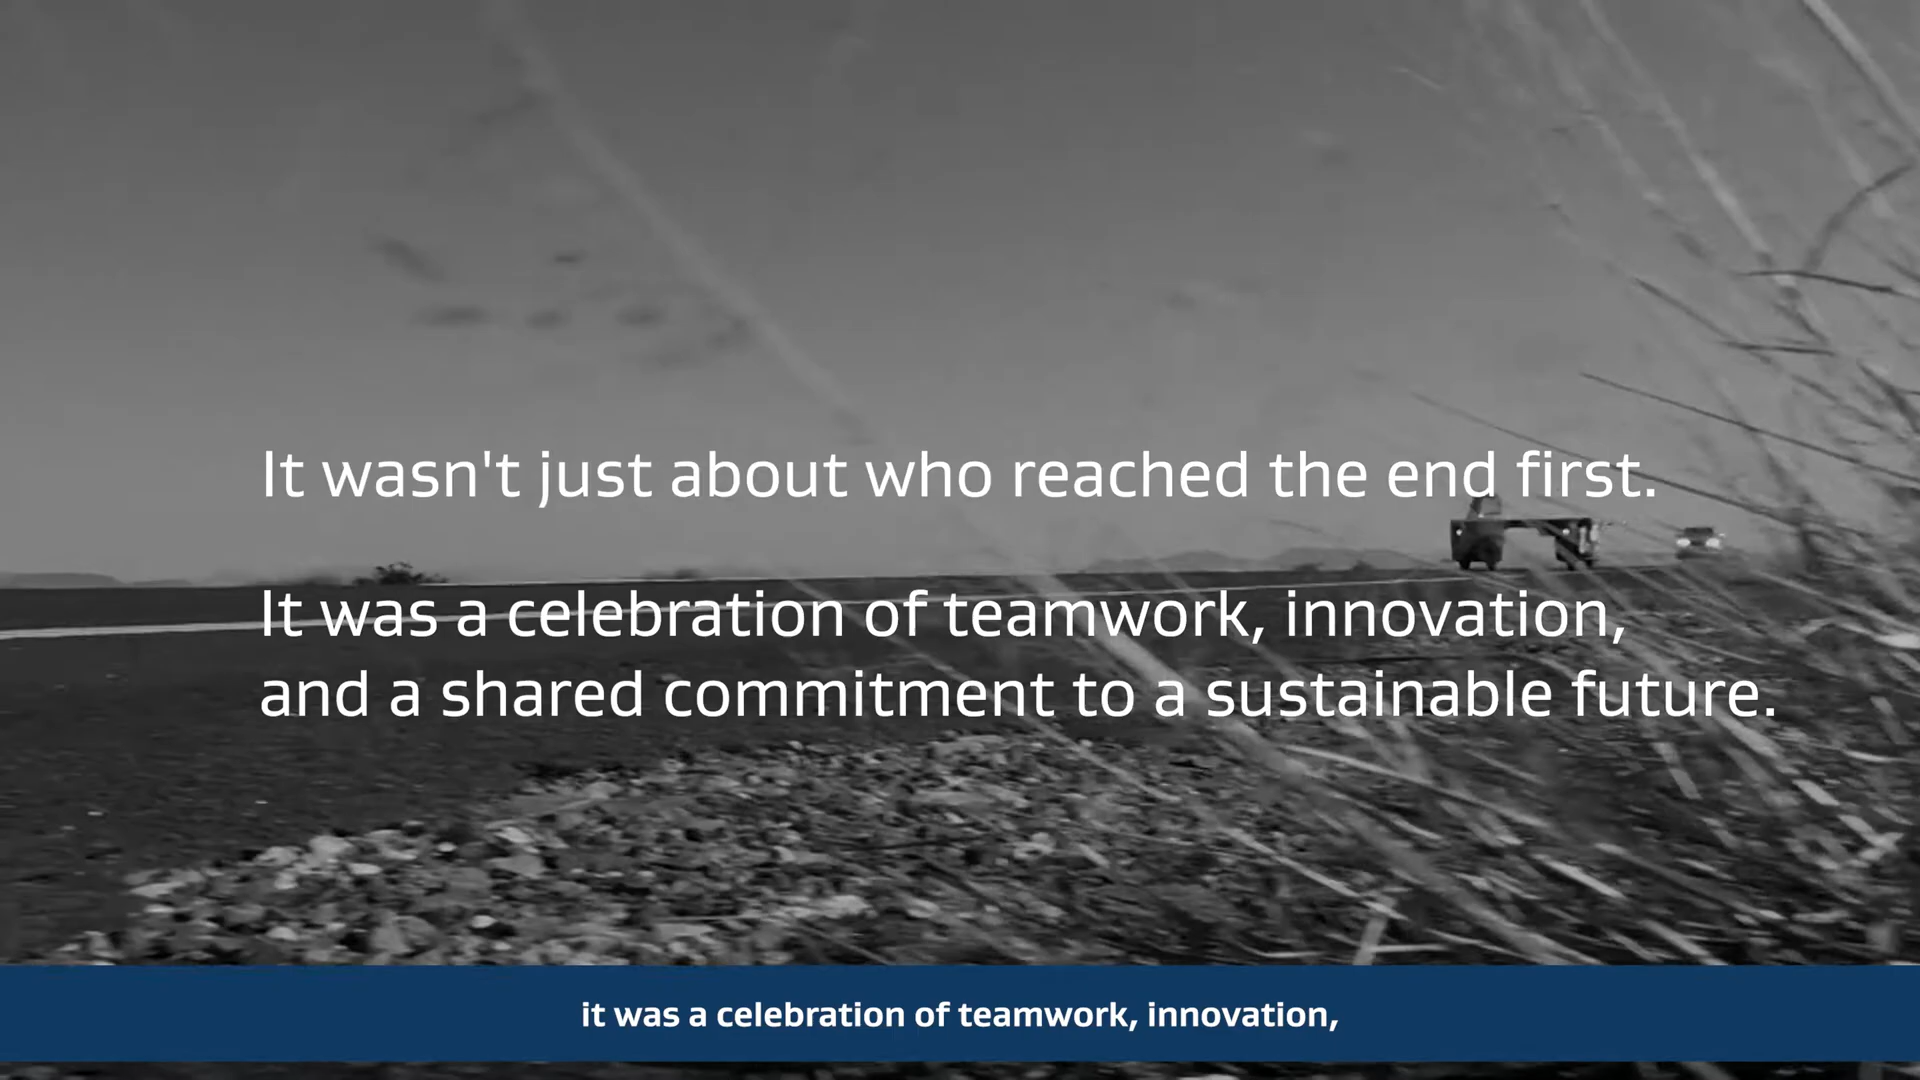 It wasn't just about who reached the end first.
It was a celebration of teamwork, innovation,
and a shared commitment to a sustainable future.
it was a celebration of teamwork, innovation,